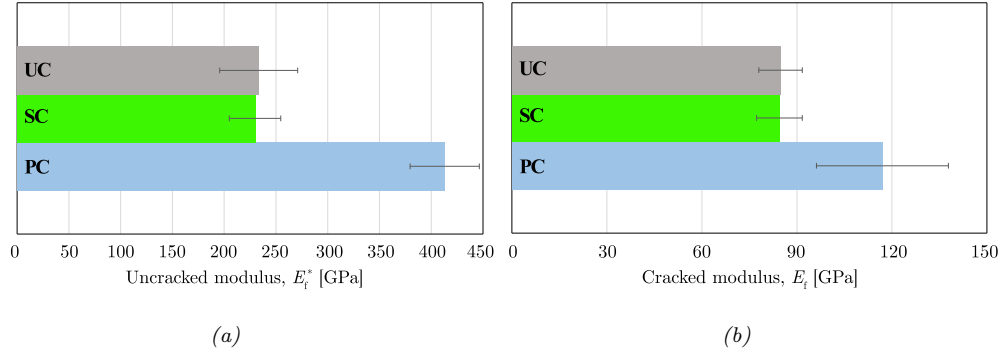 UC
SC
PC
0 50 100 150 200 250 300 350 400 450
Uncracked modulus, E_f^* [GPa]
(a)
UC
SC
PC
0 30 60 90 120 150
Cracked modulus, E_f [GPa]
(b)